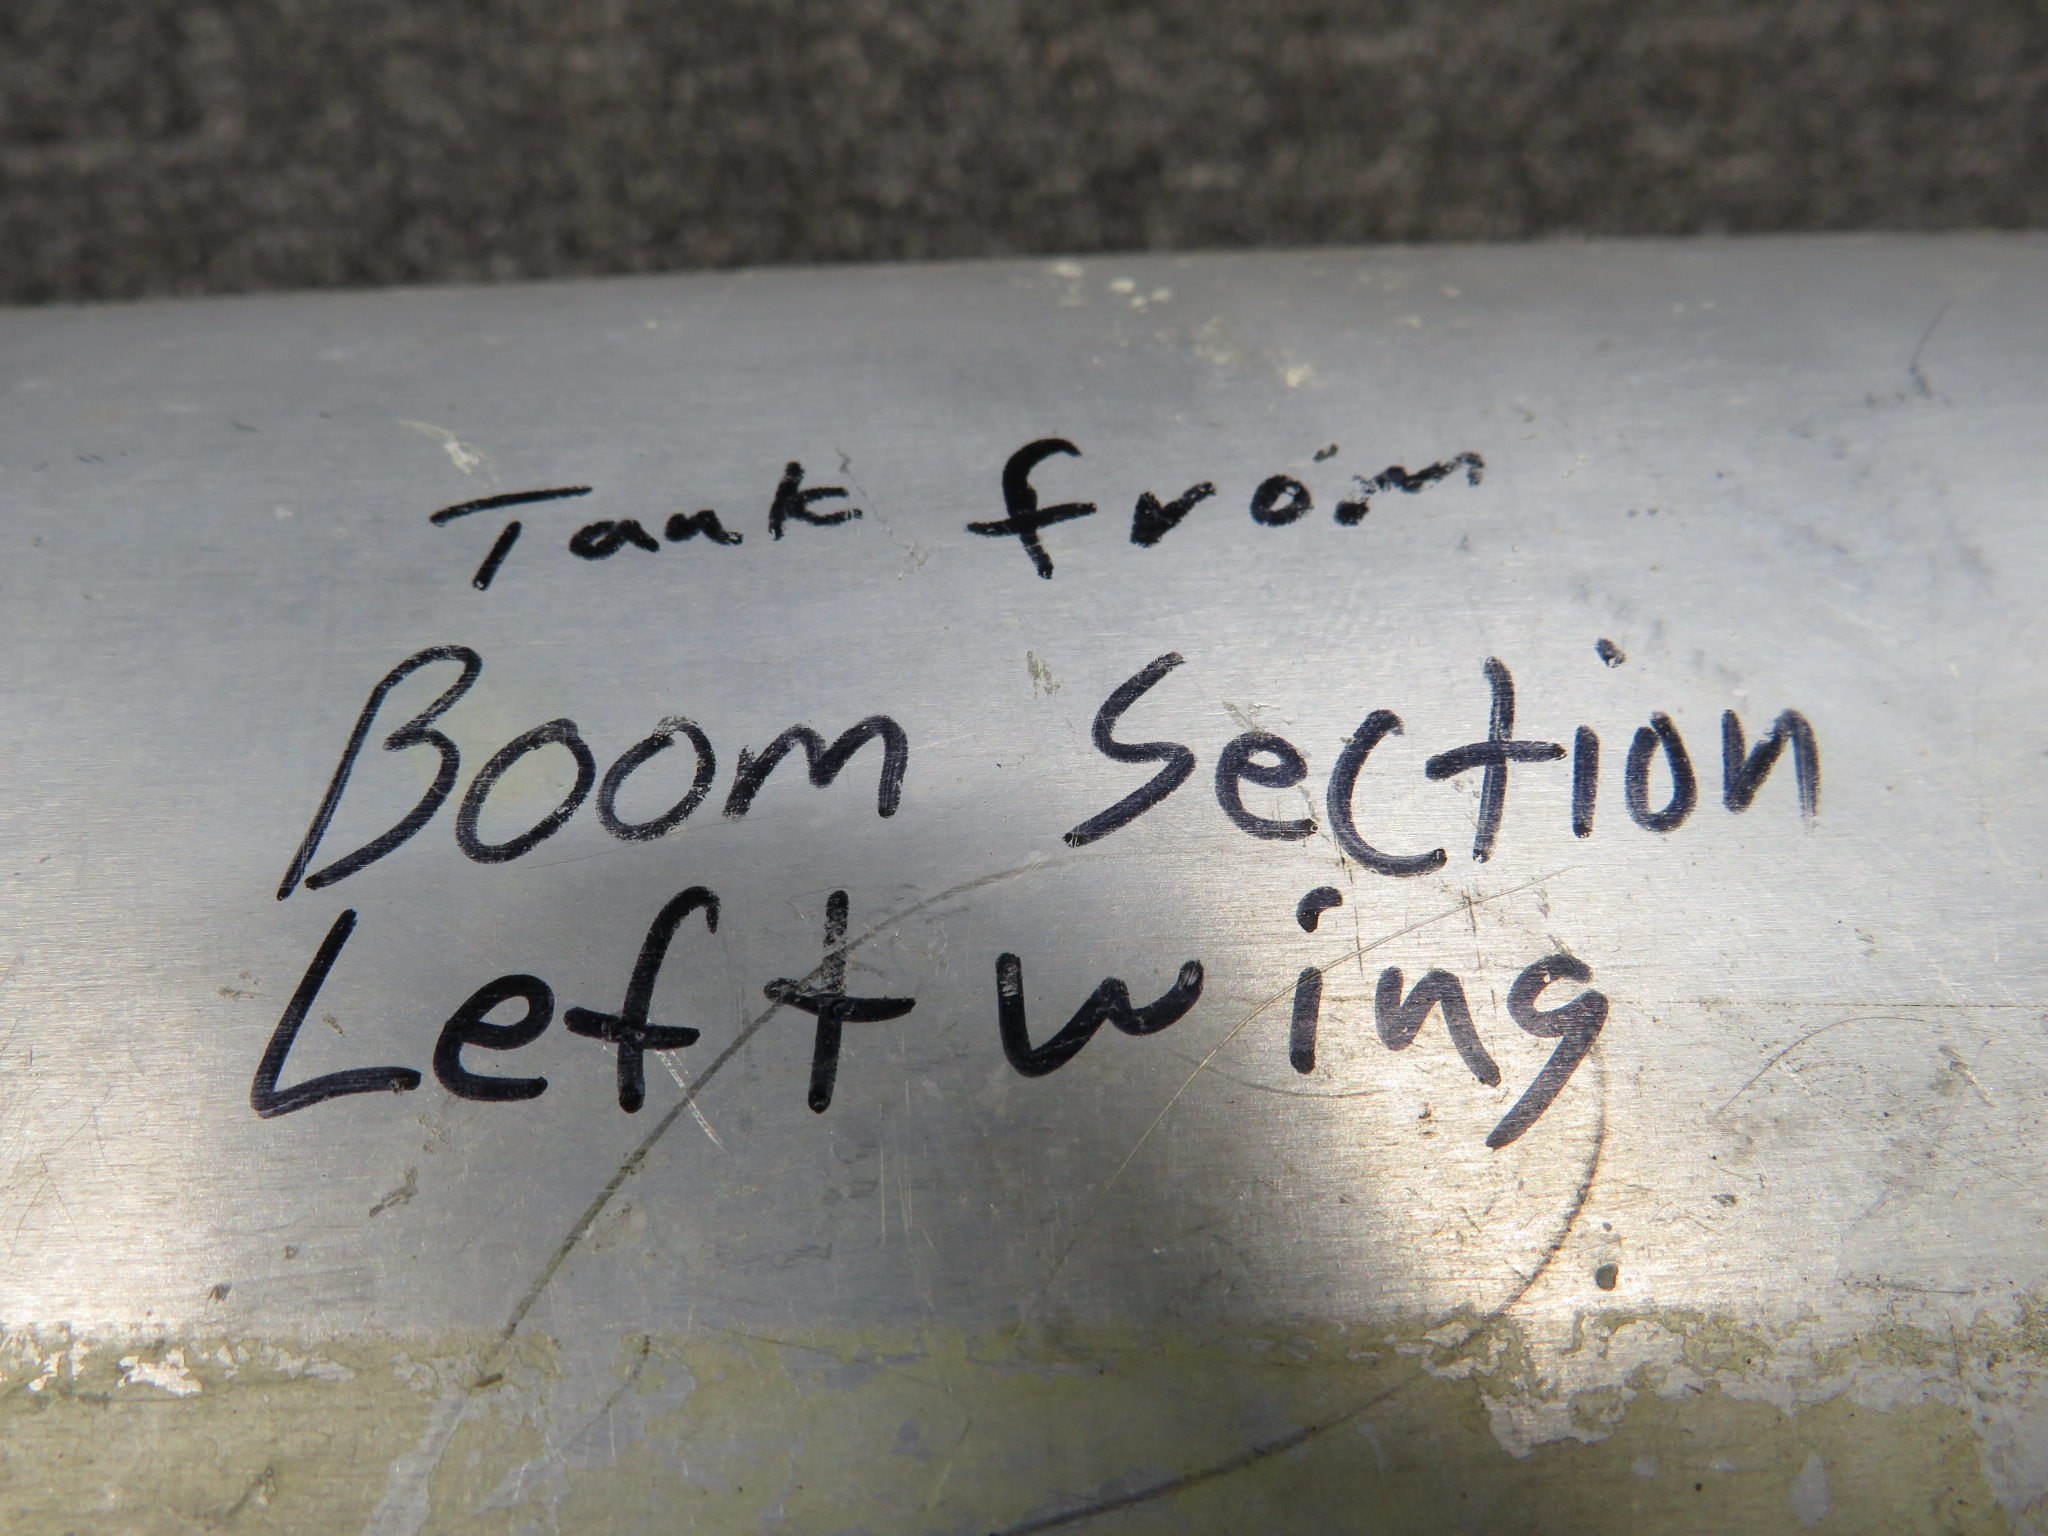 Tank from
Boom Section
Left wing